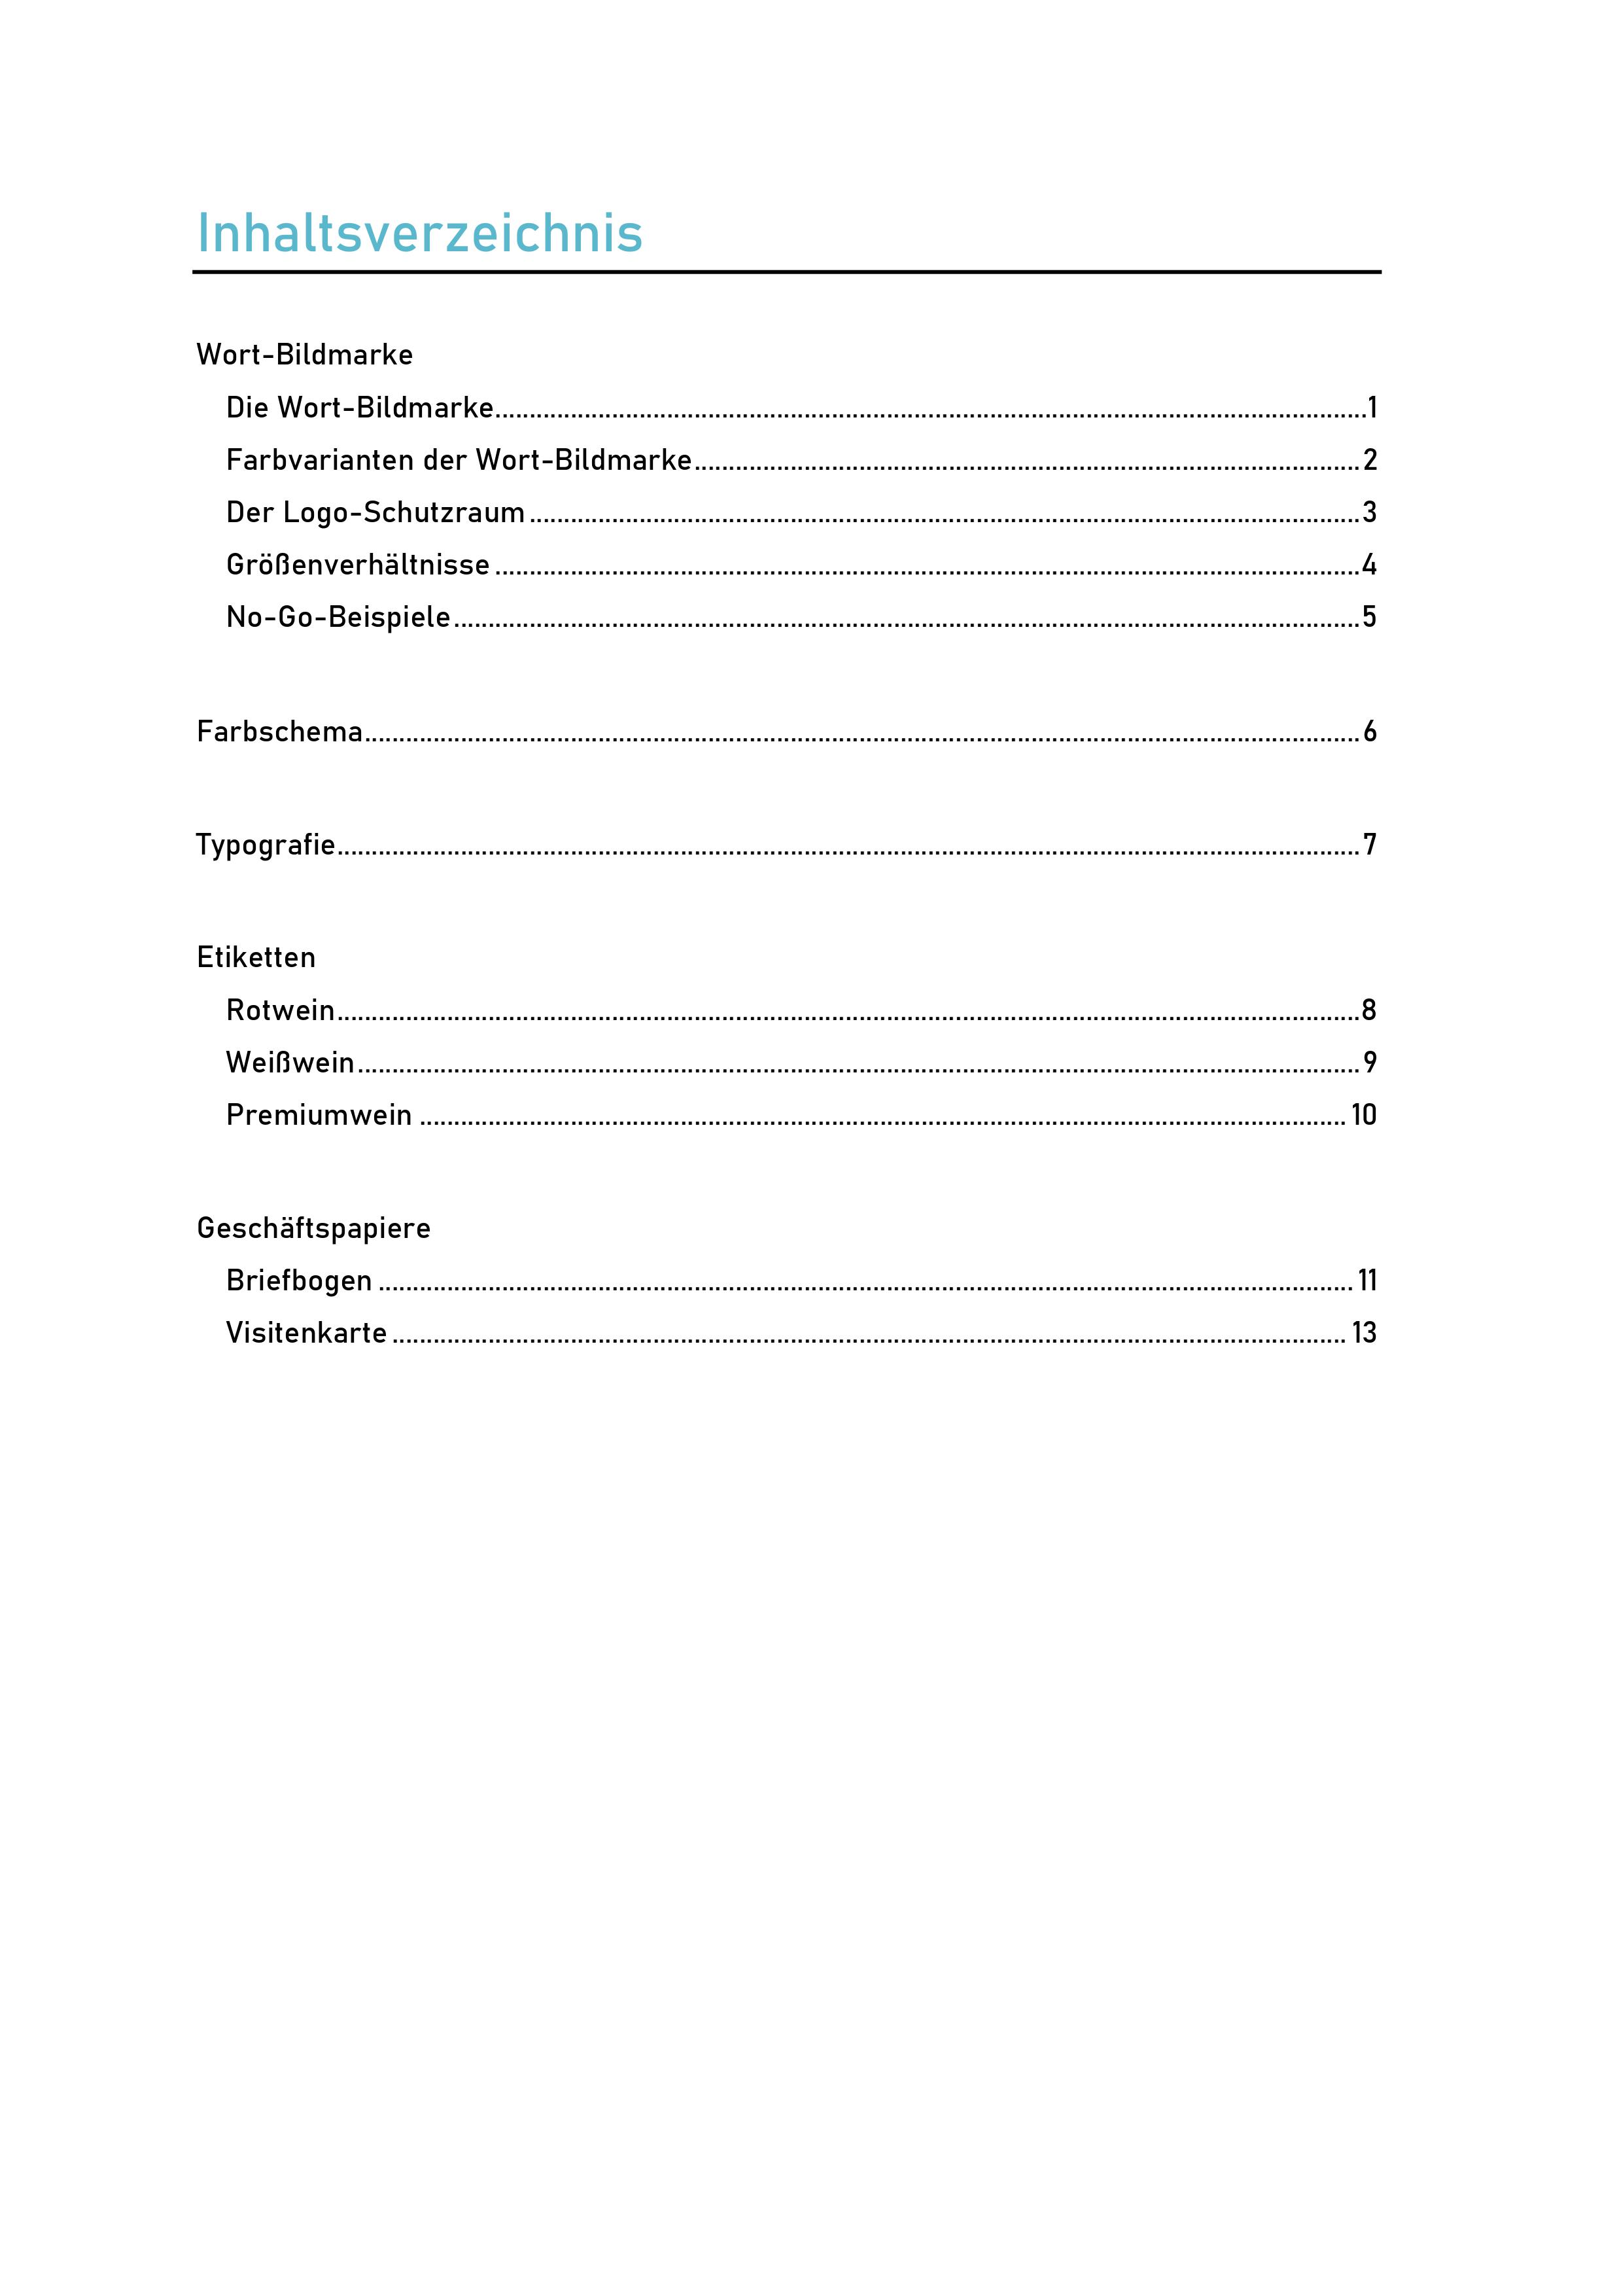 Inhaltsverzeichnis
Wort-Bildmarke
Die Wort-Bildmarke................................................................1
Farbvarianten der Wort-Bildmarke................................................................2
Der Logo-Schutzraum ................................................................3
Größenverhältnisse ................................................................4
No-Go-Beispiele................................................................5
Farbschema................................................................6
Typografie................................................................7
Etiketten
Rotwein................................................................8
Weißwein................................................................9
Premiumwein ................................................................ 10
Geschäftspapiere
Briefbogen ................................................................ 11
Visitenkarte ................................................................ 13